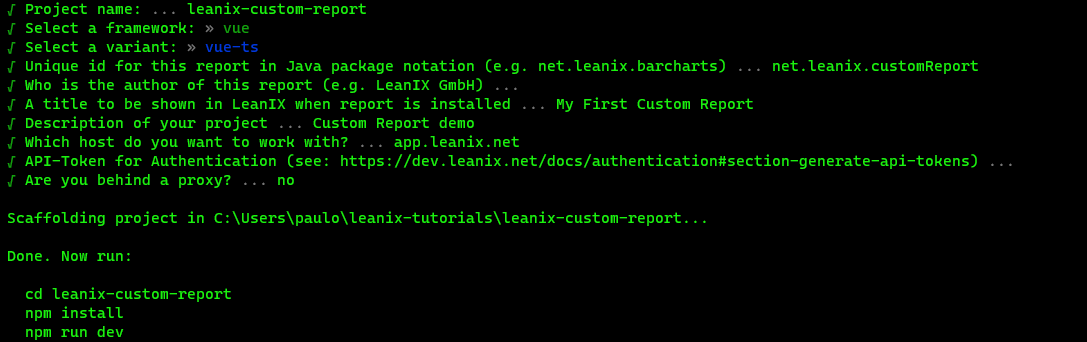 √ Project name: ... leanix-custom-report
√ Select a framework: » vue
√ Select a variant: » vue-ts
√ Unique id for this report in Java package notation (e.g. net.leanix.barcharts) ... net.leanix.customReport
√ Who is the author of this report (e.g. LeanIX GmbH) ...
√ A title to be shown in LeanIX when report is installed ... My First Custom Report
√ Description of your project ... Custom Report demo
√ Which host do you want to work with? ... app.leanix.net
√ API-Token for Authentication (see: https://dev.leanix.net/docs/authentication#section-generate-api-tokens) ...
√ Are you behind a proxy? ... no
Scaffolding project in C:\Users\paulo\leanix-tutorials\leanix-custom-report...
Done. Now run:
cd leanix-custom-report
npm install
npm run dev